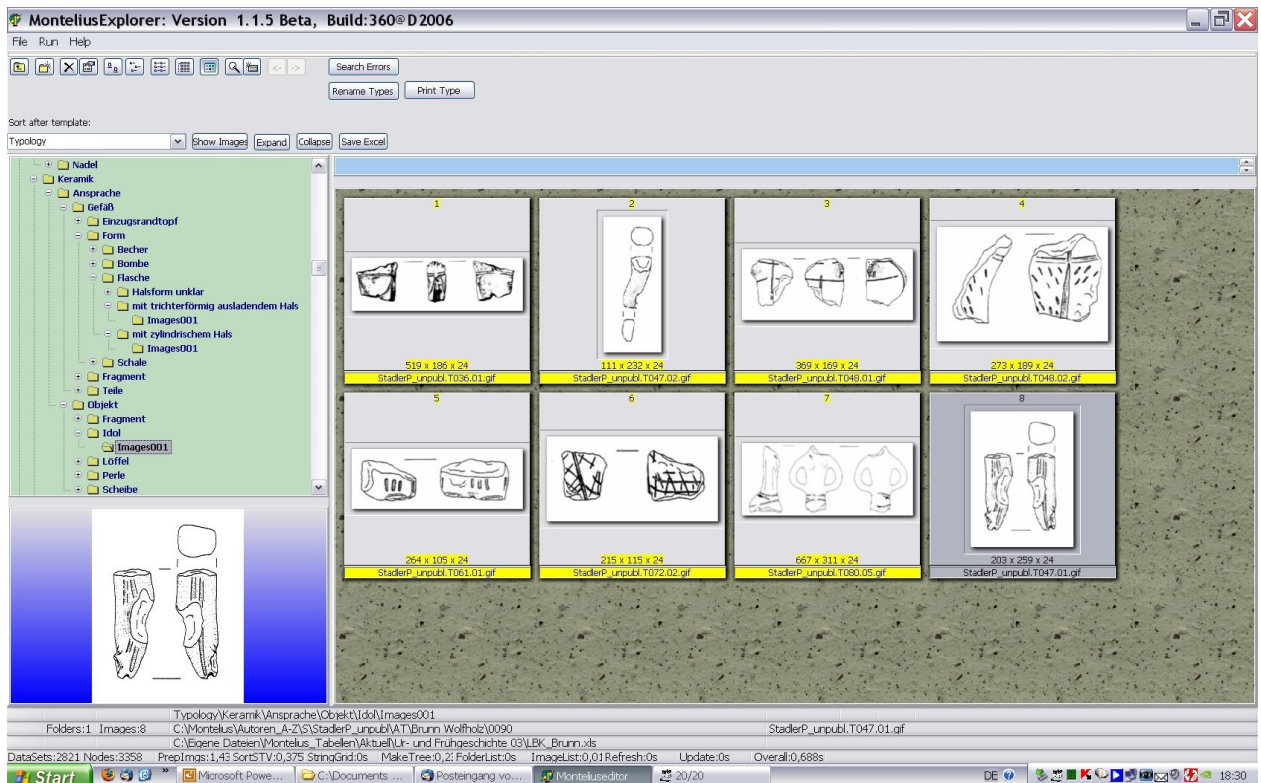 MonteliusExplorer: Version 1.1.5 Beta, Build:360@D2006
File Run Help
Search Errors
Rename Types Print Type
Sort after template:
Typology Show Images Expand Collapse Save Excel
Nadel
Keramik
Ansprache
Gefäß
Einzugsrandtopf
Form
Becher
Bombe
Flasche
Halsform unklar
mit trichterförmig ausladendem Hals
Images001
mit zylindrischem Hals
Images001
Schale
Fragment
Teile
Objekt
Fragment
Idol
Images001
Löffel
Perle
Scheibe
1
519 x 186 x 24
StadlerP_unpubl.T036.01.gif
2
111 x 232 x 24
StadlerP_unpubl.T047.02.gif
3
369 x 169 x 24
StadlerP_unpubl.T048.01.gif
4
273 x 189 x 24
StadlerP_unpubl.T048.02.gif
5
264 x 105 x 24
StadlerP_unpubl.T061.01.gif
6
215 x 115 x 24
StadlerP_unpubl.T072.02.gif
7
667 x 311 x 24
StadlerP_unpubl.T080.05.gif
8
203 x 259 x 24
StadlerP_unpubl.T047.01.gif
Typology\Keramik\Ansprache\Objekt\Idol\Images001
Folders:1 Images:8 C:\Montelius\Autoren_A-Z\S\StadlerP_unpubl\AT\Brunn Wolfholz\0090 StadlerP_unpubl.T047.01.gif
C:\Eigene Dateien\Montelius_Tabellen\Aktuell\Ur- und Frühgeschichte 03\LBK_Brunn.xls
DataSets:2821 Nodes:3358 PrepImgs:1,43 SortSTV:0,375 StringGrid:0s MakeTree:0,2 FolderList:0s ImageList:0,01 Refresh:0s Update:0s Overall:0,688s
Start Microsoft Powe... C:\Documents ... Posteingang vo... Monteliuseditor 20/20 DE 18:30